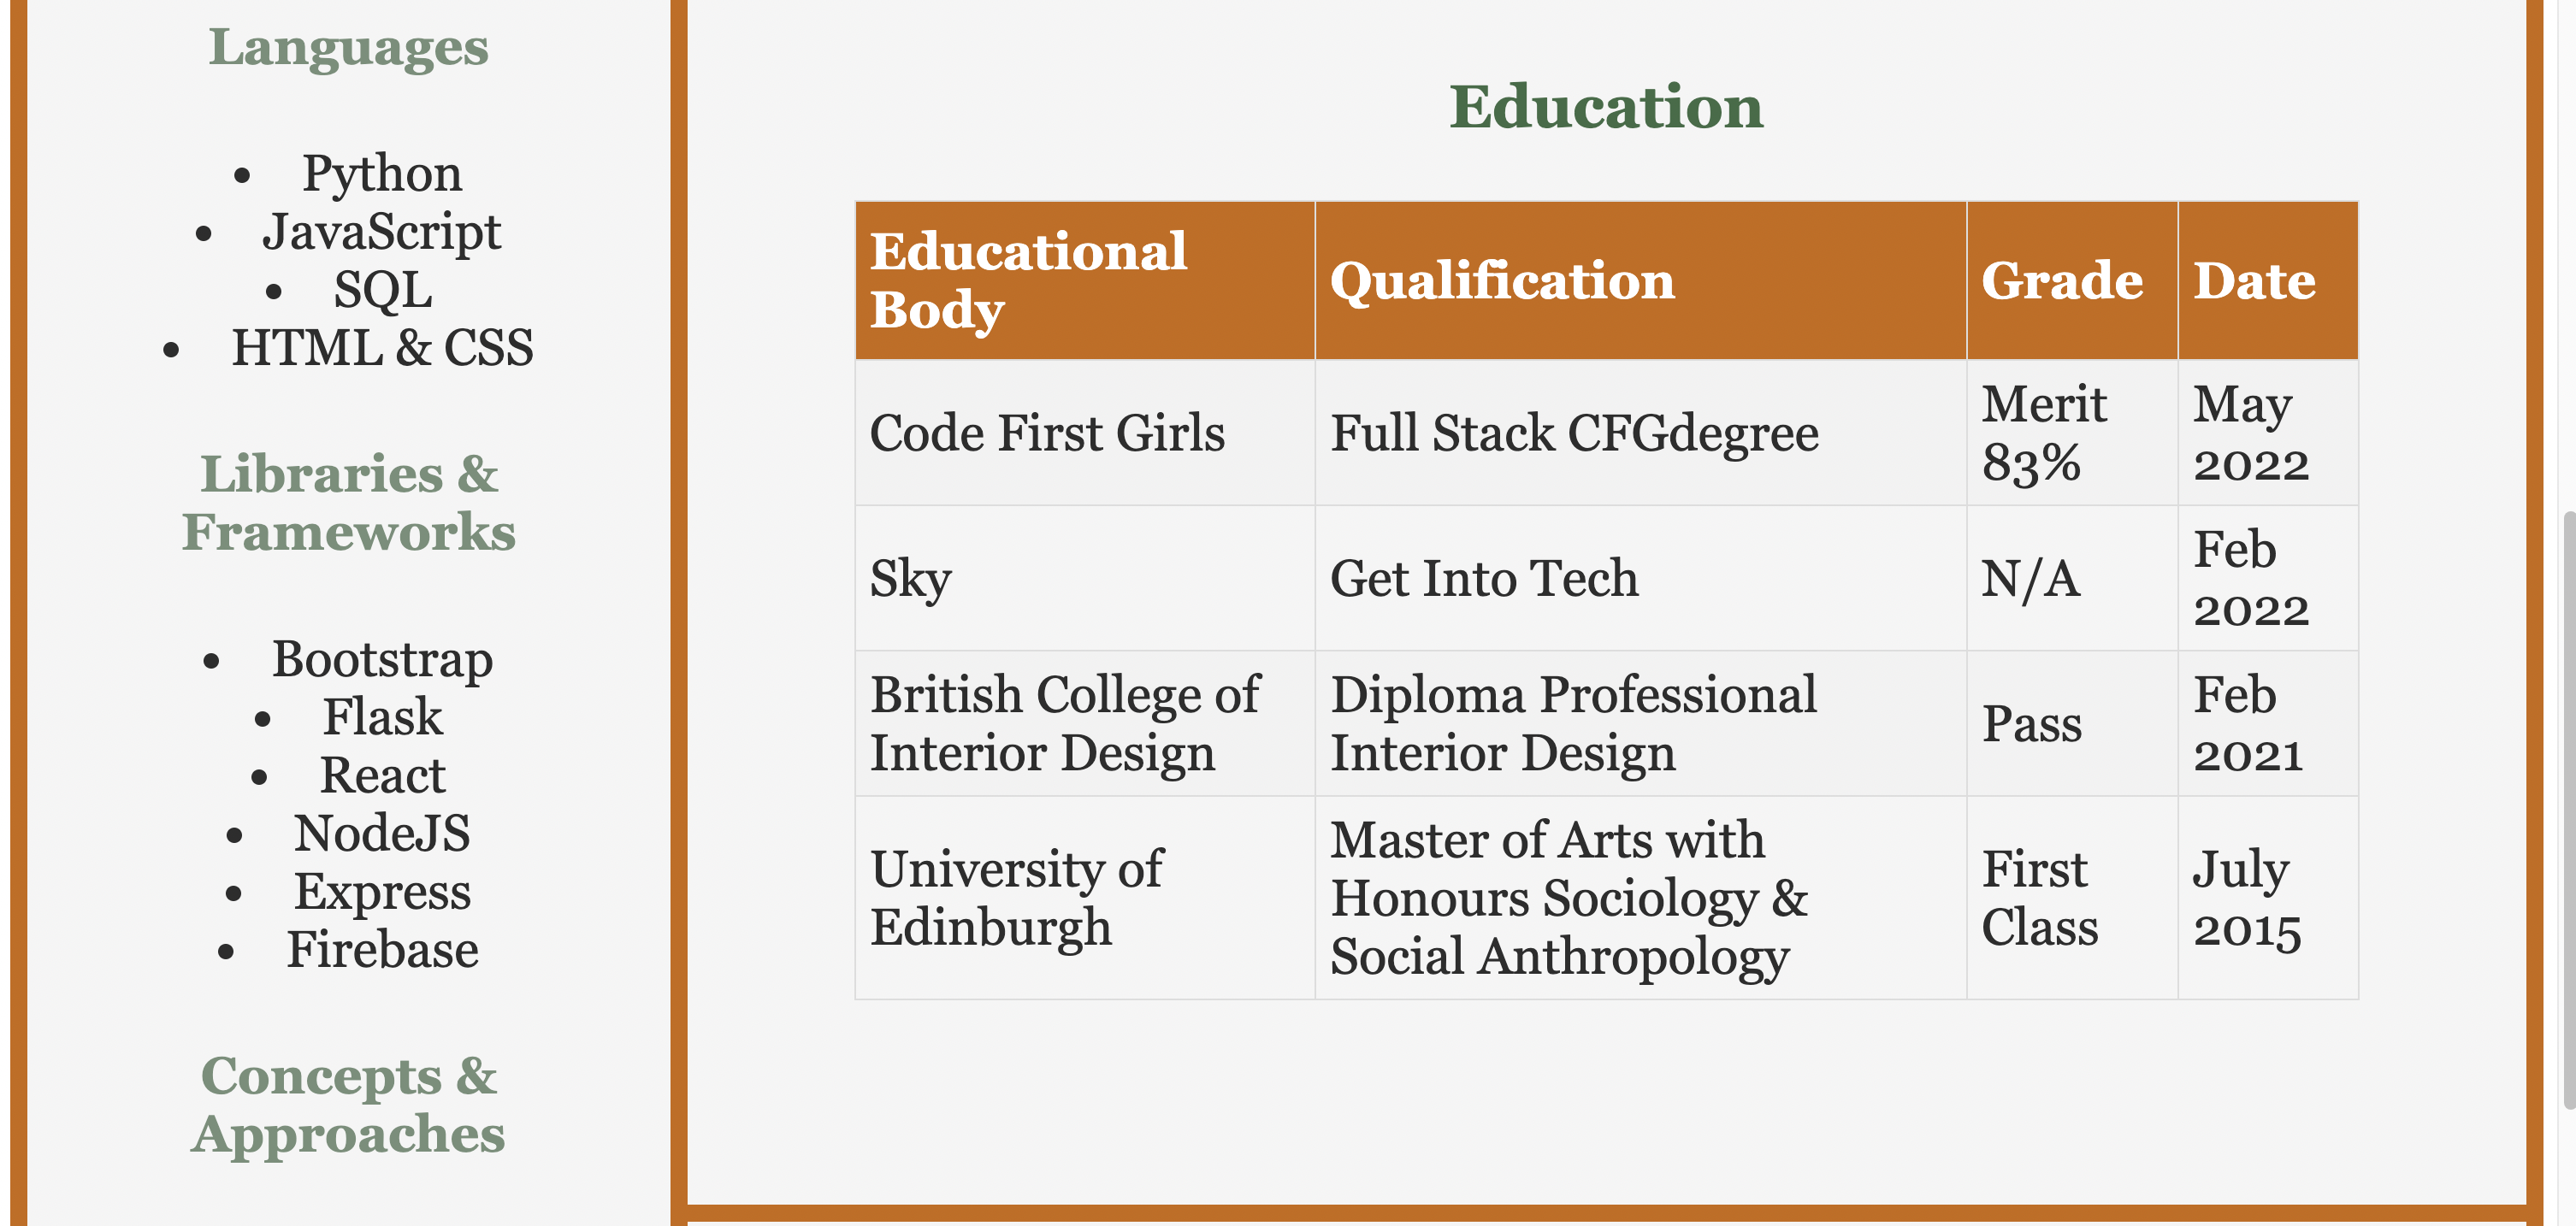 Languages
• Python
• JavaScript
• SQL
• HTML & CSS
Libraries &
Frameworks
• Bootstrap
• Flask
• React
• NodeJS
• Express
• Firebase
Concepts &
Approaches
Education
Educational
Body
Qualification
Grade
Date
Code First Girls
Full Stack CFGdegree
Merit
83%
May
2022
Sky
Get Into Tech
N/A
Feb
2022
British College of
Interior Design
Diploma Professional
Interior Design
Pass
Feb
2021
University of
Edinburgh
Master of Arts with
Honours Sociology &
Social Anthropology
First
Class
July
2015